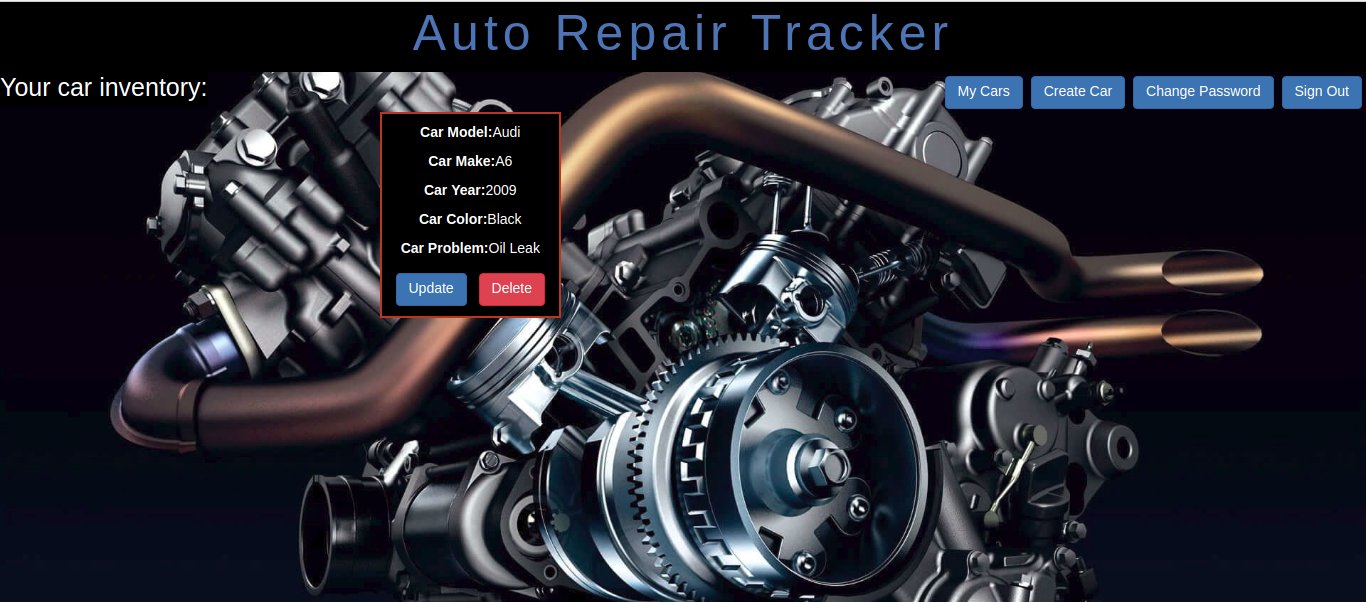 Auto Repair Tracker
Your car inventory:
My Cars
Create Car
Change Password
Sign Out
Car Model:Audi
Car Make:A6
Car Year:2009
Car Color:Black
Car Problem:Oil Leak
Update
Delete